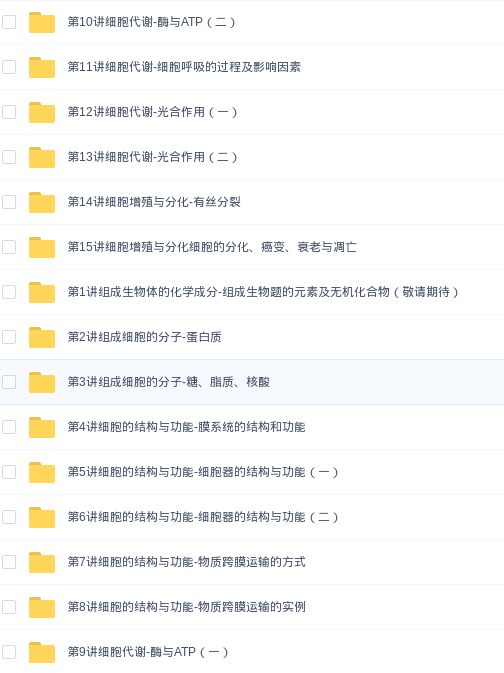 第10讲细胞代谢-酶与ATP（二）
第11讲细胞代谢-细胞呼吸的过程及影响因素
第12讲细胞代谢-光合作用（一）
第13讲细胞代谢-光合作用（二）
第14讲细胞增殖与分化-有丝分裂
第15讲细胞增殖与分化细胞的分化、癌变、衰老与凋亡
第1讲组成生物体的化学成分-组成生物题的元素及无机化合物（敬请期待）
第2讲组成细胞的分子-蛋白质
第3讲组成细胞的分子-糖、脂质、核酸
第4讲细胞的结构与功能-膜系统的结构和功能
第5讲细胞的结构与功能-细胞器的结构与功能（一）
第6讲细胞的结构与功能-细胞器的结构与功能（二）
第7讲细胞的结构与功能-物质跨膜运输的方式
第8讲细胞的结构与功能-物质跨膜运输的实例
第9讲细胞代谢-酶与ATP（一）